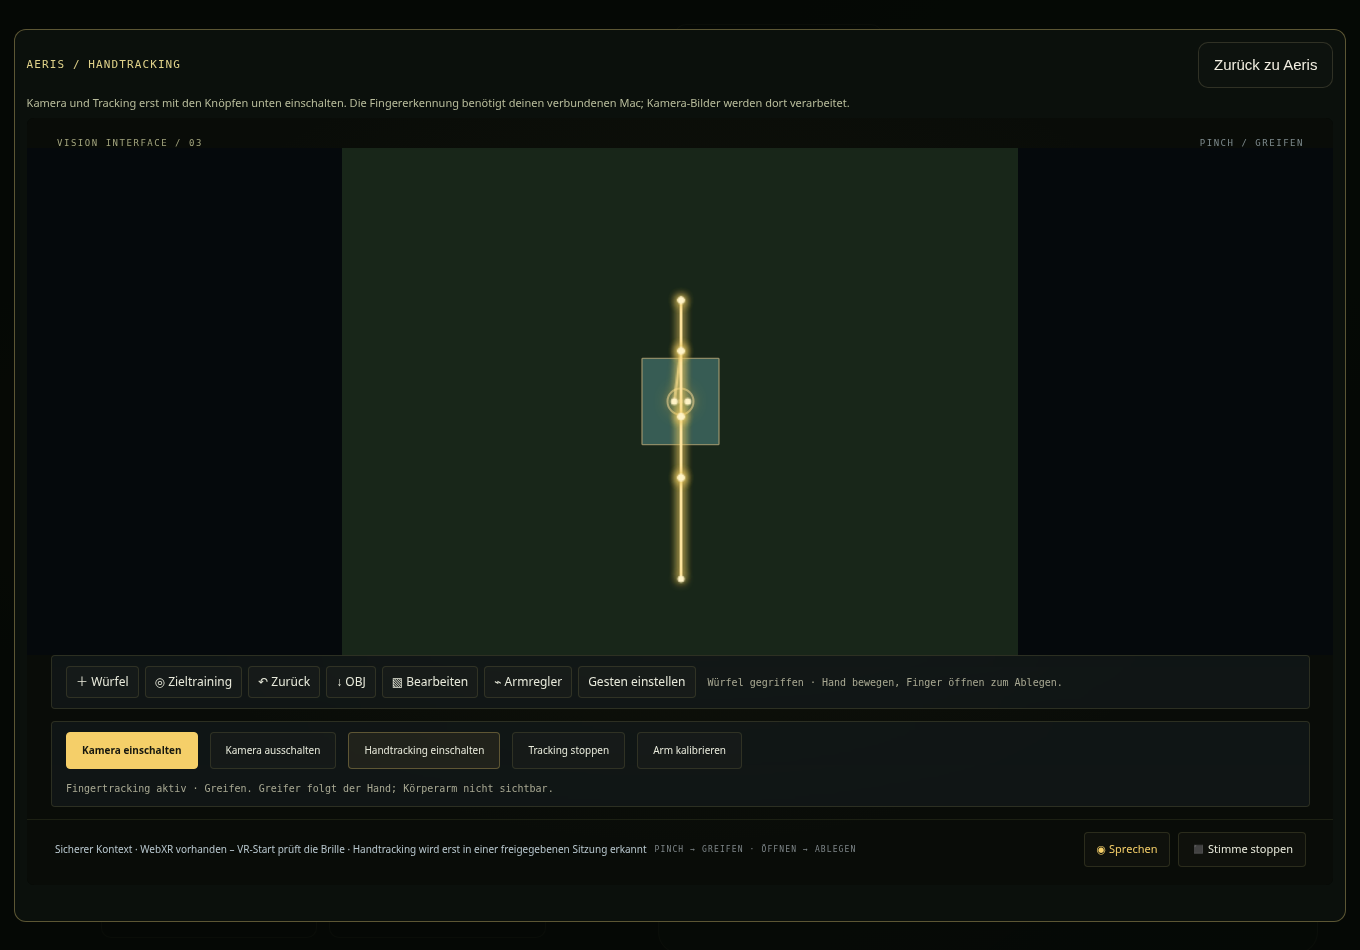 AERIS / HANDTRACKING
Zurück zu Aeris
Kamera und Tracking erst mit den Knöpfen unten einschalten. Die Fingererkennung benötigt deinen verbundenen Mac; Kamera-Bilder werden dort verarbeitet.
VISION INTERFACE / 03
PINCH / GREIFEN
+ Würfel
◎ Zieltraining
↶ Zurück
↓ OBJ
▧ Bearbeiten
⌁ Armregler
Gesten einstellen
Würfel gegriffen · Hand bewegen, Finger öffnen zum Ablegen.
Kamera einschalten
Kamera ausschalten
Handtracking einschalten
Tracking stoppen
Arm kalibrieren
Fingertracking aktiv · Greifen. Greifer folgt der Hand; Körperarm nicht sichtbar.
Sicherer Kontext · WebXR vorhanden – VR-Start prüft die Brille · Handtracking wird erst in einer freigegebenen Sitzung erkannt
PINCH → GREIFEN · ÖFFNEN → ABLEGEN
◉ Sprechen
■ Stimme stoppen